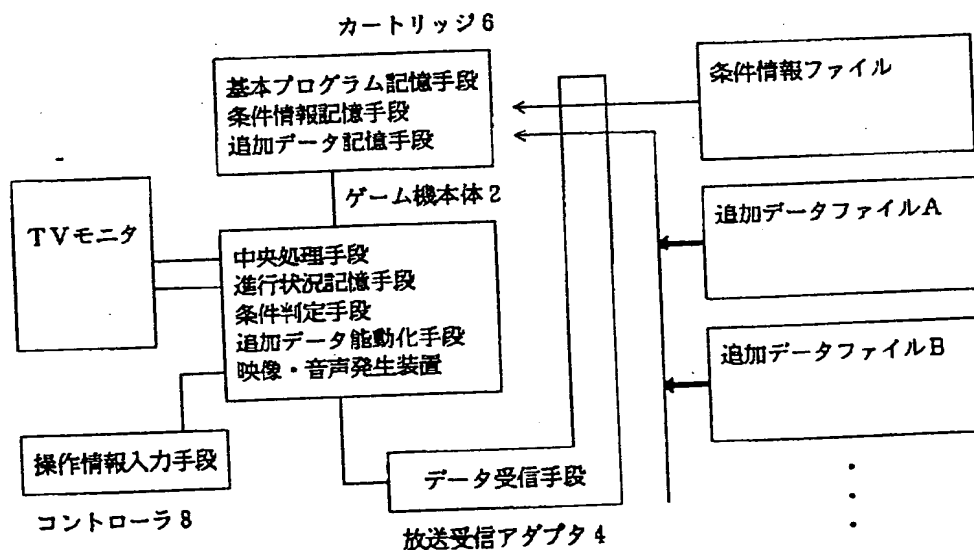 カートリッジ6
基本プログラム記憶手段
条件情報記憶手段
追加データ記憶手段
条件情報ファイル
ゲーム機本体2
TVモニタ
中央処理手段
進行状況記憶手段
条件判定手段
追加データ能動化手段
映像・音声発生装置
追加データファイルA
追加データファイルB
操作情報入力手段
コントローラ8
データ受信手段
放送受信アダプタ4